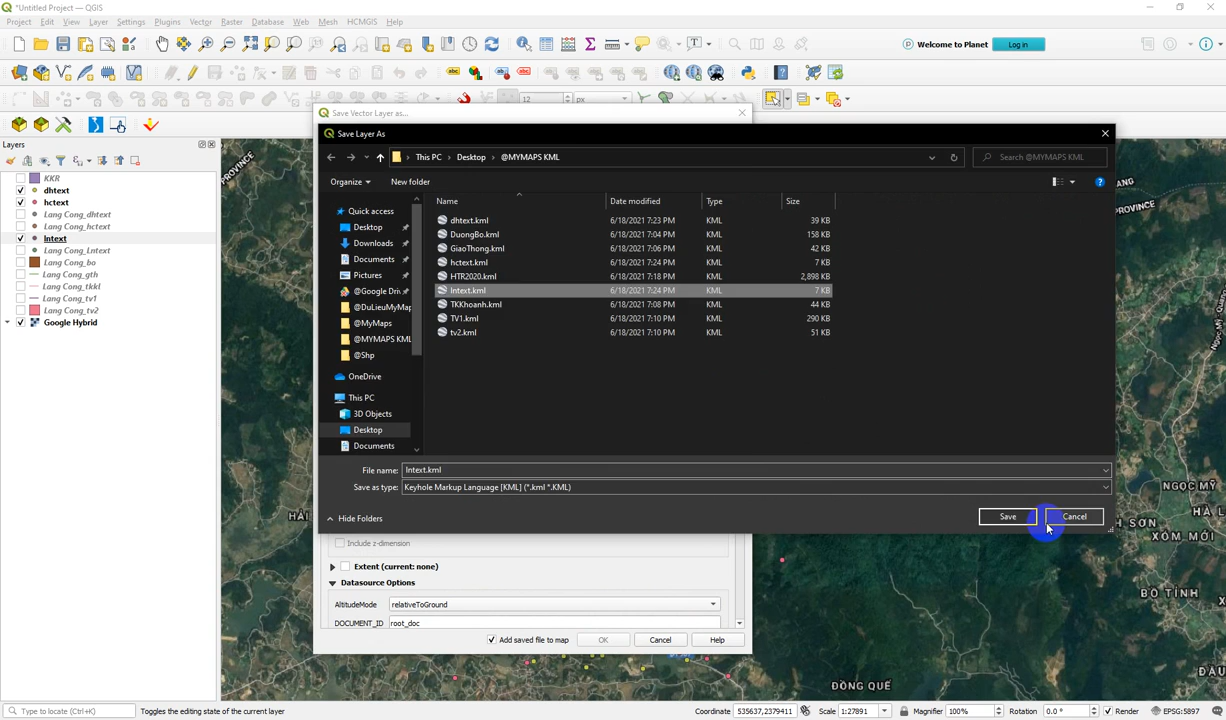 *Untitled Project — QGIS
Project Edit View Layer Settings Plugins Vector Raster Database Web Mesh HCMGIS Help
Welcome to Planet Log in
12 px
Layers
KKR
dhtext
hctext
Lang Cong_dhtext
Lang Cong_hctext
lntext
Lang Cong_Lntext
Lang Cong_bo
Lang Cong_gth
Lang Cong_tkkl
Lang Cong_tv1
Lang Cong_tv2
Google Hybrid
Save Vector Layer as...
Save Layer As
This PC > Desktop > @MYMAPS KML
Search @MYMAPS KML
Organize New folder
Name Date modified Type Size
dhtext.kml 6/18/2021 7:23 PM KML 39 KB
DuongBo.kml 6/18/2021 7:04 PM KML 158 KB
GiaoThong.kml 6/18/2021 7:06 PM KML 42 KB
hctext.kml 6/18/2021 7:24 PM KML 7 KB
HTR2020.kml 6/18/2021 7:18 PM KML 2,898 KB
lntext.kml 6/18/2021 7:24 PM KML 7 KB
TKKhoanh.kml 6/18/2021 7:08 PM KML 44 KB
TV1.kml 6/18/2021 7:10 PM KML 290 KB
tv2.kml 6/18/2021 7:10 PM KML 51 KB
Quick access
Desktop
Downloads
Documents
Pictures
@Google Driv
@DuLieuMyMap
@MyMaps
@MYMAPS KML
@Shp
OneDrive
This PC
3D Objects
Desktop
Documents
File name: lntext.kml
Save as type: Keyhole Markup Language [KML] (*.kml *.KML)
Hide Folders
Save Cancel
Include z-dimension
Extent (current: none)
Datasource Options
AltitudeMode relativeToGround
DOCUMENT_ID root_doc
Add saved file to map OK Cancel Help
PROVINCE
ANG
PROVINCE
NGỌC MỸ
HÀ L
H SƠN
XÓM MỚI
BO TỈNH
ĐỒNG QUẾ
ĐẦU
HẢI
Type to locate (Ctrl+K) Toggles the editing state of the current layer Coordinate 535637,2379411 Scale 1:27891 Magnifier 100% Rotation 0.0 ° Render EPSG:5897